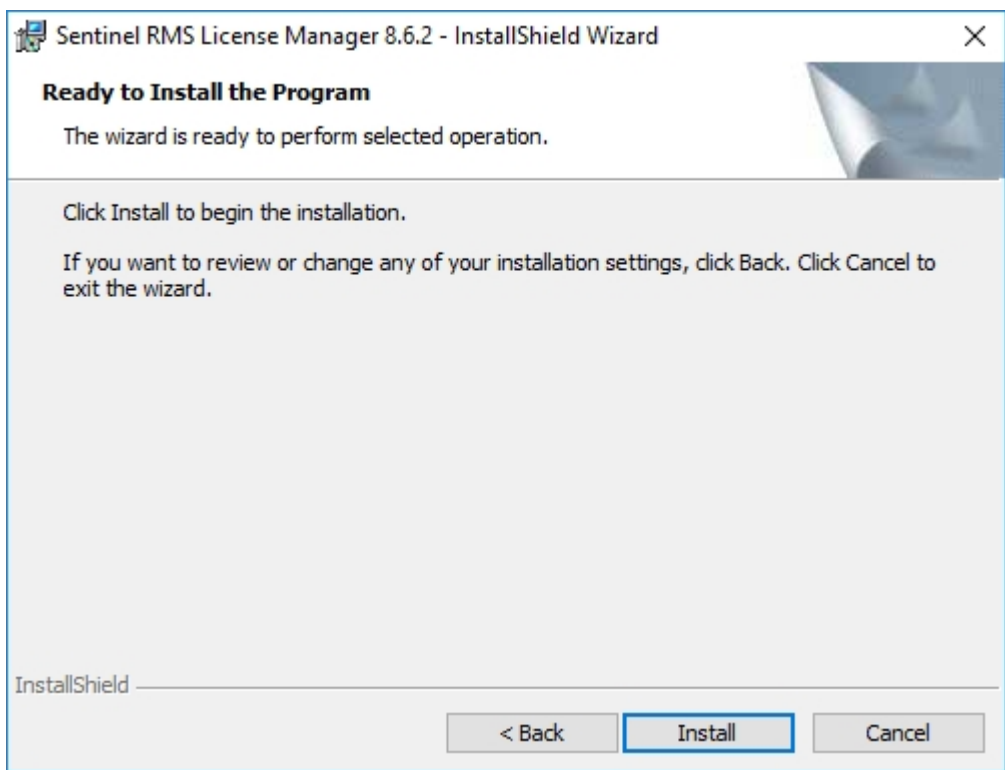 Sentinel RMS License Manager 8.6.2 - InstallShield Wizard
Ready to Install the Program
The wizard is ready to perform selected operation.
Click Install to begin the installation.
If you want to review or change any of your installation settings, click Back. Click Cancel to
exit the wizard.
InstallShield
< Back
Install
Cancel